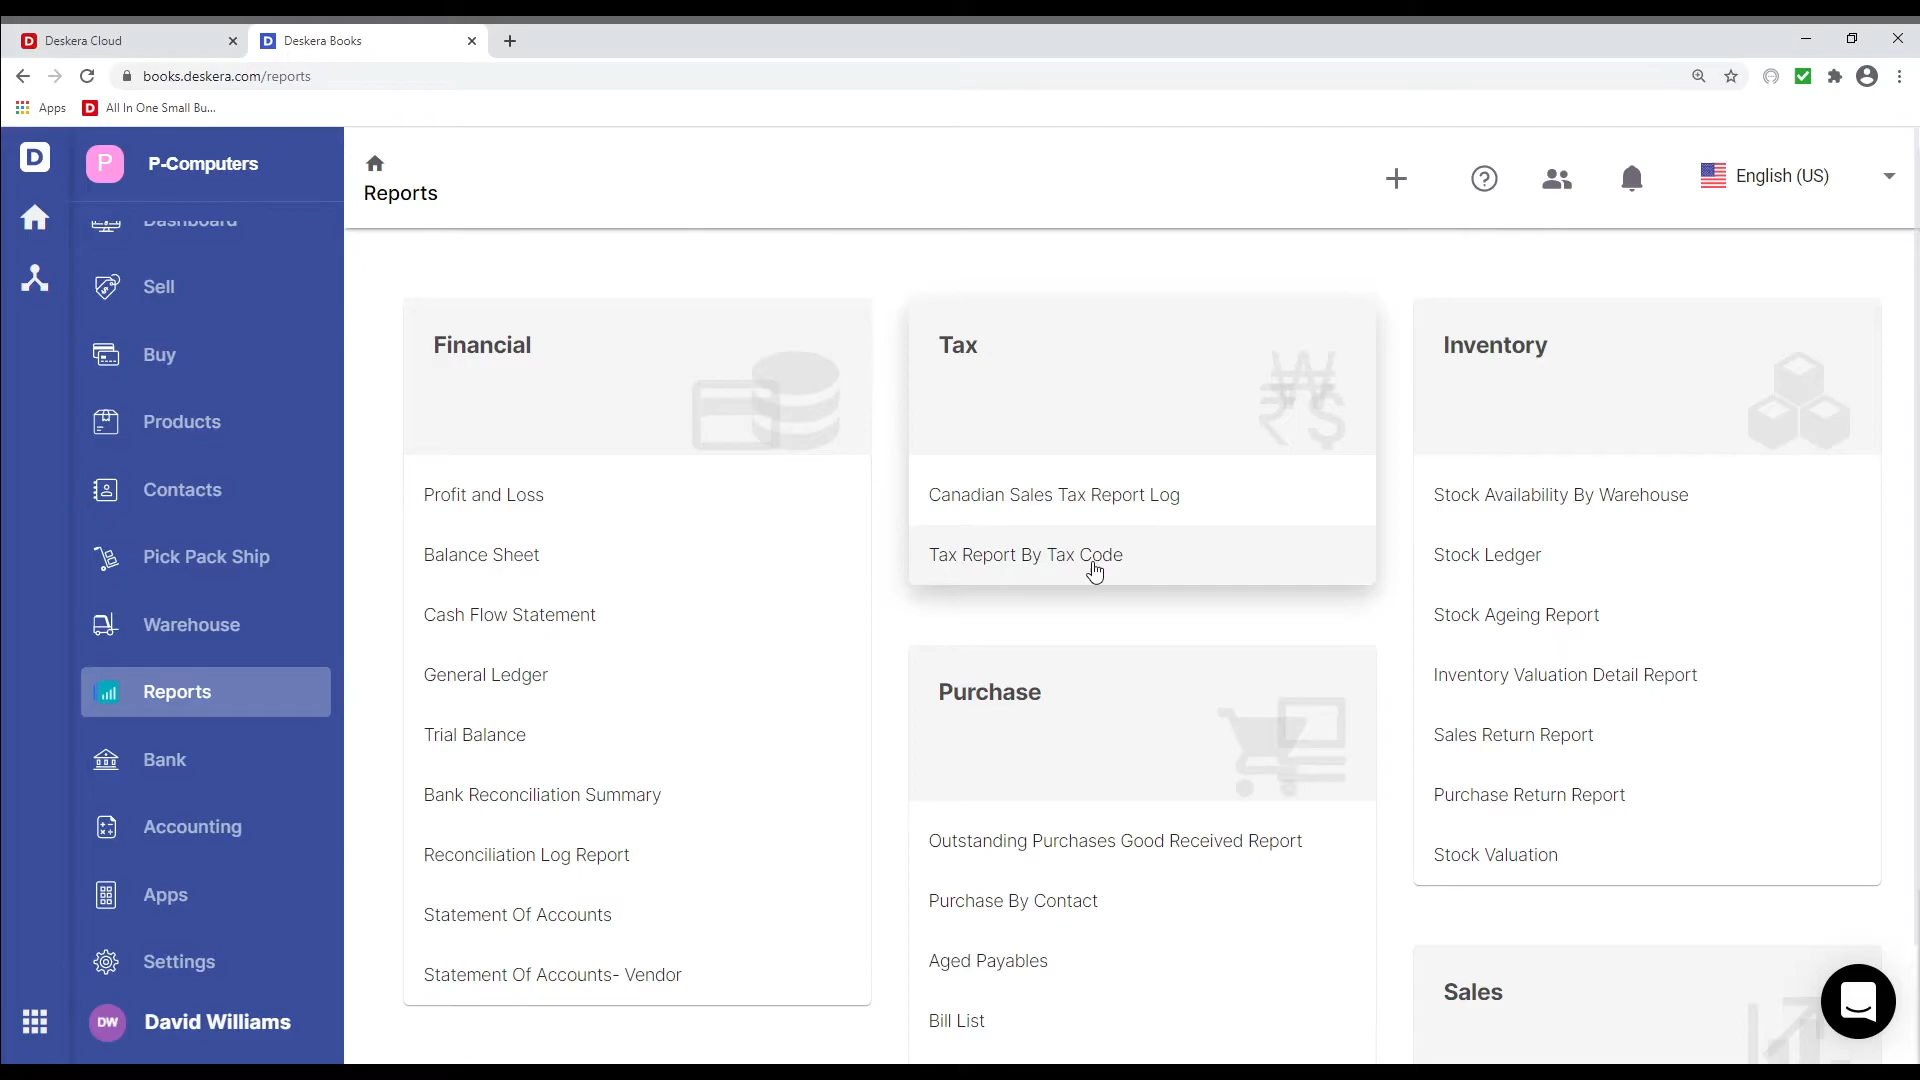 Deskera Cloud
Deskera Books
books.deskera.com/reports
Apps
All In One Small Bu...
P
P-Computers
Dashboard
Sell
Buy
Products
Contacts
Pick Pack Ship
Warehouse
Reports
Bank
Accounting
Apps
Settings
DW
David Williams
Reports
English (US)
Financial
Profit and Loss
Balance Sheet
Cash Flow Statement
General Ledger
Trial Balance
Bank Reconciliation Summary
Reconciliation Log Report
Statement Of Accounts
Statement Of Accounts- Vendor
Tax
Canadian Sales Tax Report Log
Tax Report By Tax Code
Purchase
Outstanding Purchases Good Received Report
Purchase By Contact
Aged Payables
Bill List
Inventory
Stock Availability By Warehouse
Stock Ledger
Stock Ageing Report
Inventory Valuation Detail Report
Sales Return Report
Purchase Return Report
Stock Valuation
Sales